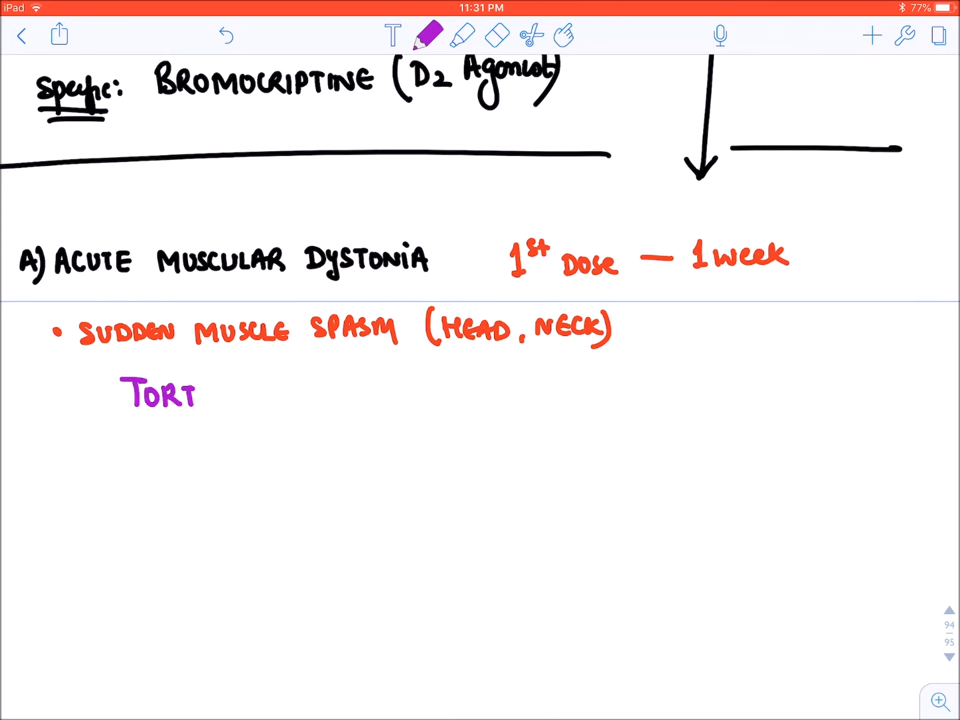 iPad 11:31 PM 77%
T
Specific: BROMOCRIPTINE (D2 Agonist)
A) ACUTE MUSCULAR DYSTONIA 1st DOSE — 1 WEEK
• SUDDEN MUSCLE SPASM (HEAD, NECK)
TORT
94
95